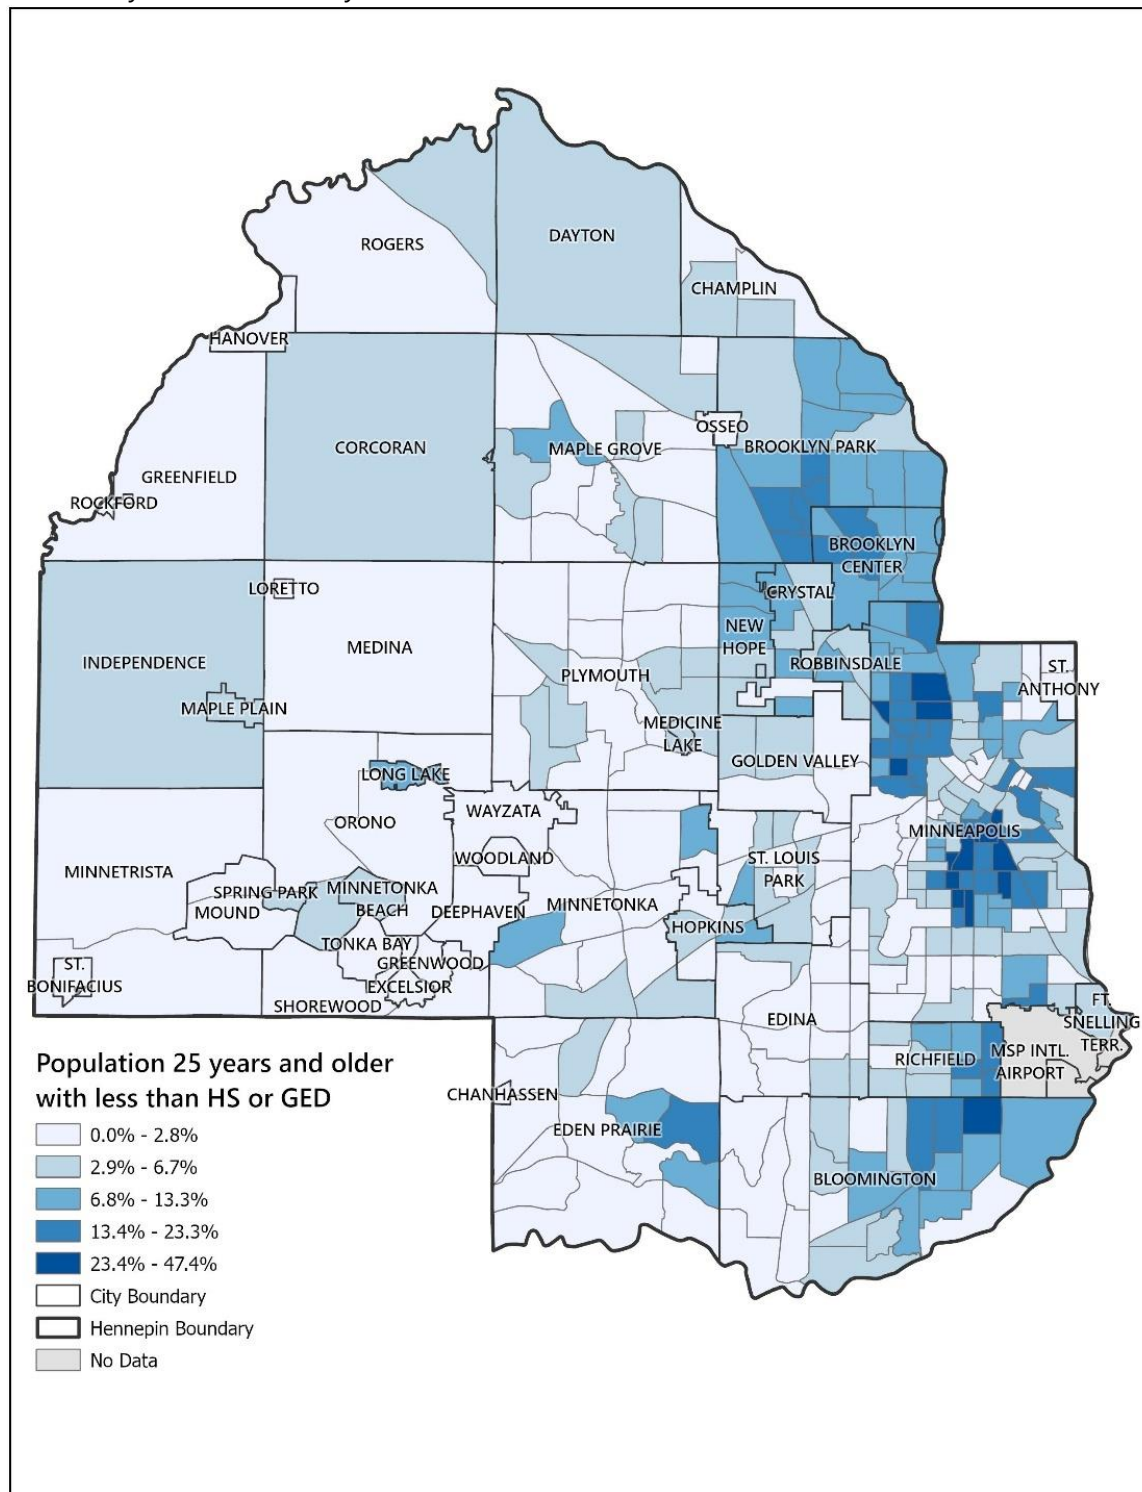 ROGERS
DAYTON
CHAMPLIN
HANOVER
CORCORAN
MAPLE GROVE
OSSEO
BROOKLYN PARK
GREENFIELD
ROCKFORD
BROOKLYN
CENTER
LORETTO
CRYSTAL
MEDINA
NEW
HOPE
INDEPENDENCE
PLYMOUTH
ROBBINSDALE
ST.
ANTHONY
MAPLE PLAIN
MEDICINE
LAKE
GOLDEN VALLEY
LONG LAKE
WAYZATA
ORONO
MINNEAPOLIS
MINNETRISTA
WOODLAND
ST. LOUIS
PARK
SPRING PARK
MINNETONKA
BEACH
MOUND
DEEPHAVEN
MINNETONKA
HOPKINS
TONKA BAY
GREENWOOD
ST.
BONIFACIUS
EXCELSIOR
SHOREWOOD
EDINA
FT.
SNELLING
TERR.
RICHFIELD
MSP INTL.
AIRPORT
CHANHASSEN
EDEN PRAIRIE
BLOOMINGTON
Population 25 years and older
with less than HS or GED
0.0% - 2.8%
2.9% - 6.7%
6.8% - 13.3%
13.4% - 23.3%
23.4% - 47.4%
City Boundary
Hennepin Boundary
No Data